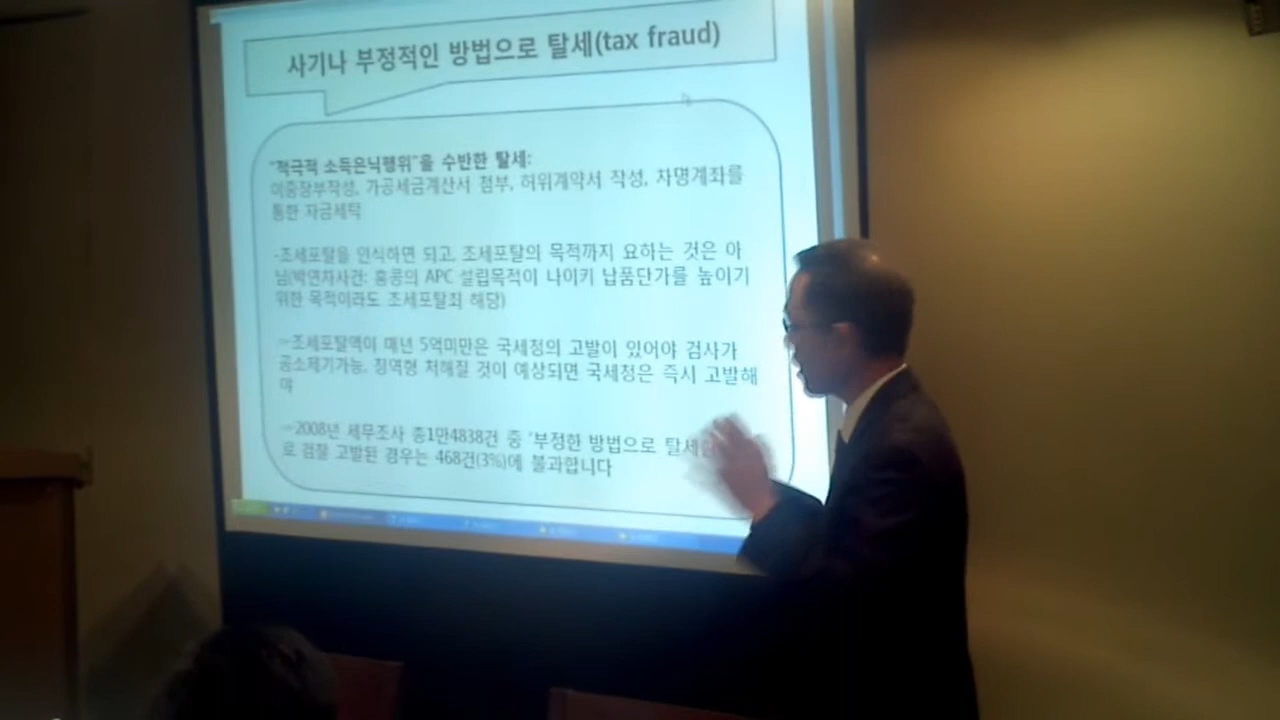 사기나 부정적인 방법으로 탈세(tax fraud)
"적극적 소득은닉행위"을 수반한 탈세:
이중장부작성, 가공세금계산서 첨부, 허위계약서 작성, 차명계좌를
통한 자금세탁
-조세포탈을 인식하면 되고, 조세포탈의 목적까지 요하는 것은 아
님(박연차사건: 홍콩의 APC 설립목적이 나이키 납품단가를 높이기
위한 목적이라도 조세포탈죄 해당)
조세포탈액이 매년 5억미만은 국세청의 고발이 있어야 검사가
공소제기가능, 징역형 처해질 것이 예상되면 국세청은 즉시 고발해
야
2008년 세무조사 총1만4838건 중 '부정한 방법으로
로 검찰 고발된 경우는 468건(3%)에 불과합니다